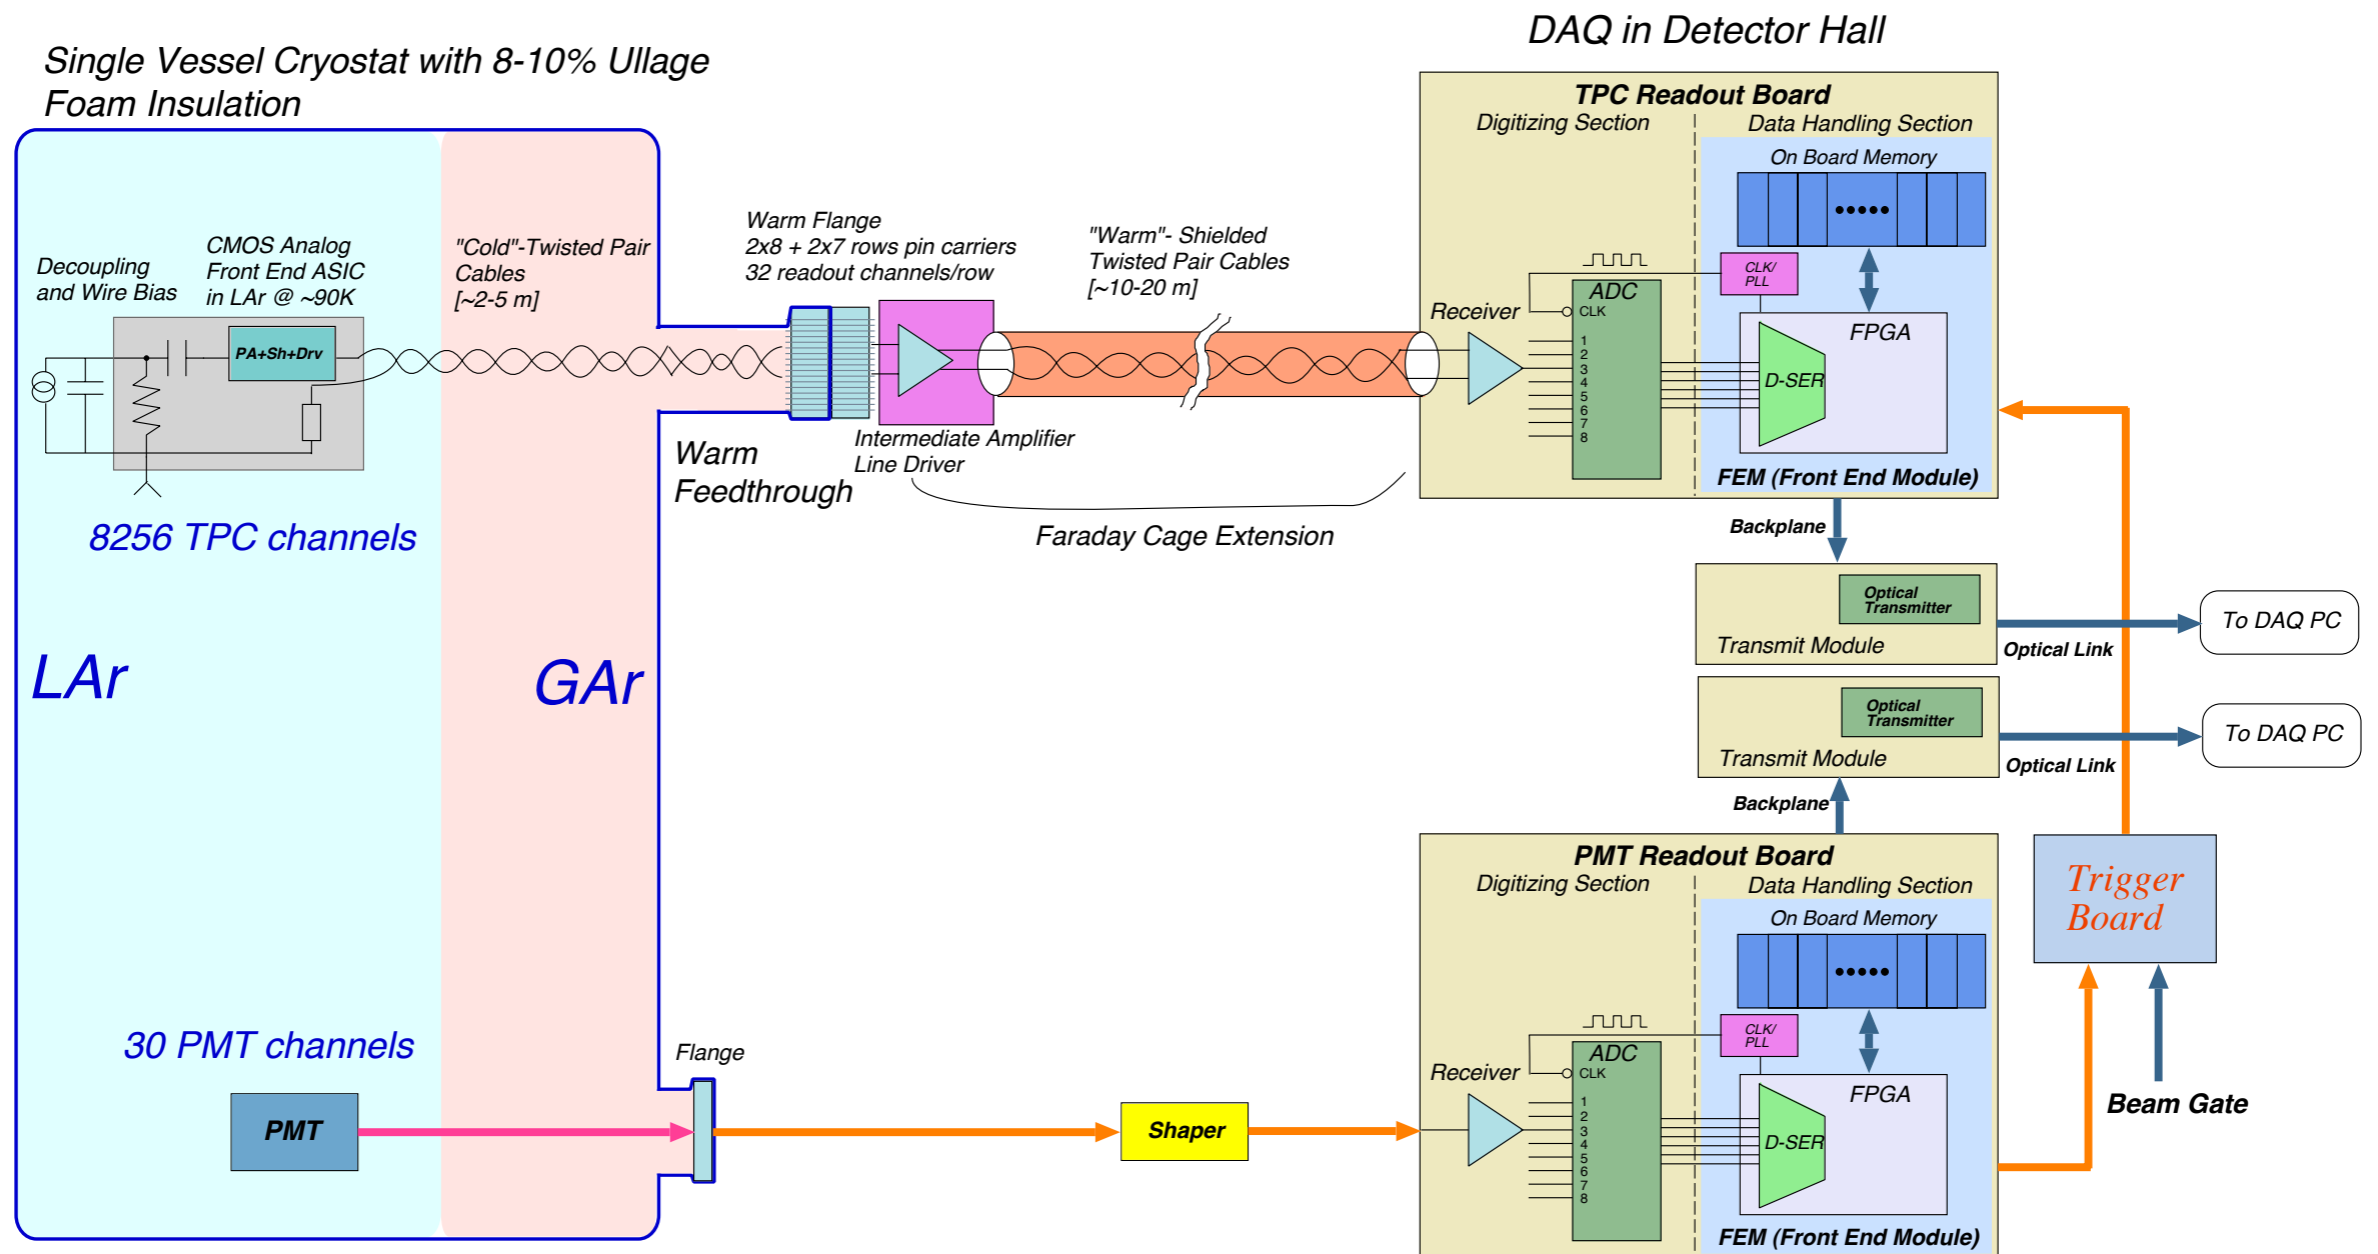 DAQ in Detector Hall
Single Vessel Cryostat with 8-10% Ullage
Foam Insulation
Decoupling
and Wire Bias
CMOS Analog
Front End ASIC
in LAr @ ~90K
PA+Sh+Drv
"Cold"-Twisted Pair
Cables
[~2-5 m]
8256 TPC channels
LAr
GAr
Warm
Feedthrough
Warm Flange
2x8 + 2x7 rows pin carriers
32 readout channels/row
Intermediate Amplifier
Line Driver
"Warm"- Shielded
Twisted Pair Cables
[~10-20 m]
Faraday Cage Extension
TPC Readout Board
Digitizing Section
Data Handling Section
On Board Memory
CLK/
PLL
Receiver
ADC
CLK
1
2
3
4
5
6
7
8
FPGA
D-SER
FEM (Front End Module)
Backplane
Optical
Transmitter
Transmit Module
Optical Link
To DAQ PC
Optical
Transmitter
Transmit Module
Optical Link
To DAQ PC
Backplane
30 PMT channels
PMT
Flange
Shaper
PMT Readout Board
Digitizing Section
Data Handling Section
On Board Memory
CLK/
PLL
Receiver
ADC
CLK
1
2
3
4
5
6
7
8
FPGA
D-SER
FEM (Front End Module)
Trigger
Board
Beam Gate